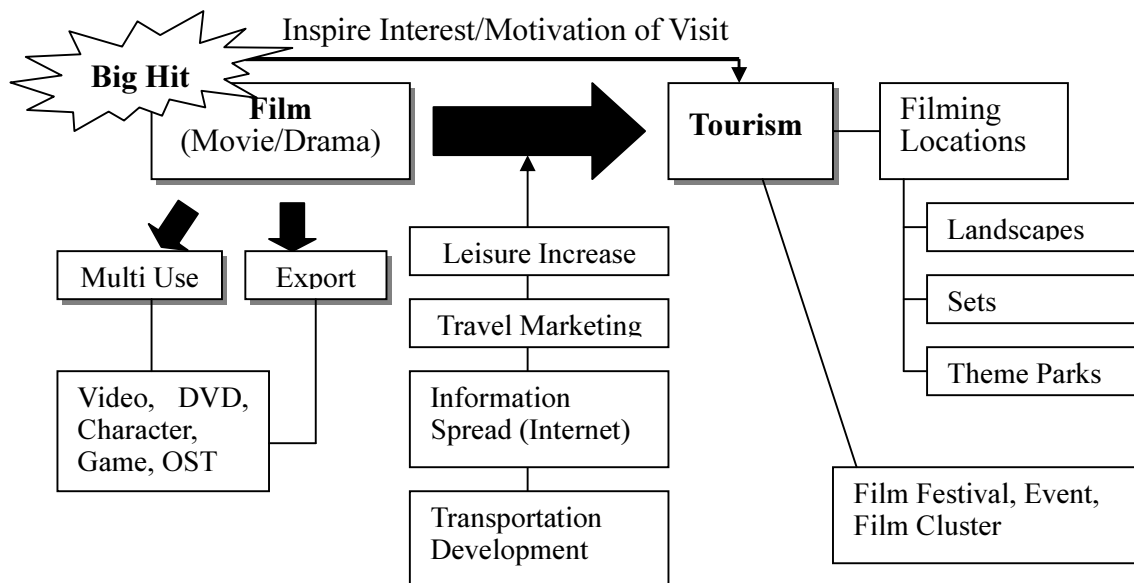 Inspire Interest/Motivation of Visit
Big Hit
Film
(Movie/Drama)
Tourism
Filming
Locations
Landscapes
Sets
Theme Parks
Multi Use
Export
Leisure Increase
Travel Marketing
Video, DVD,
Character,
Game, OST
Information
Spread (Internet)
Transportation
Development
Film Festival, Event,
Film Cluster